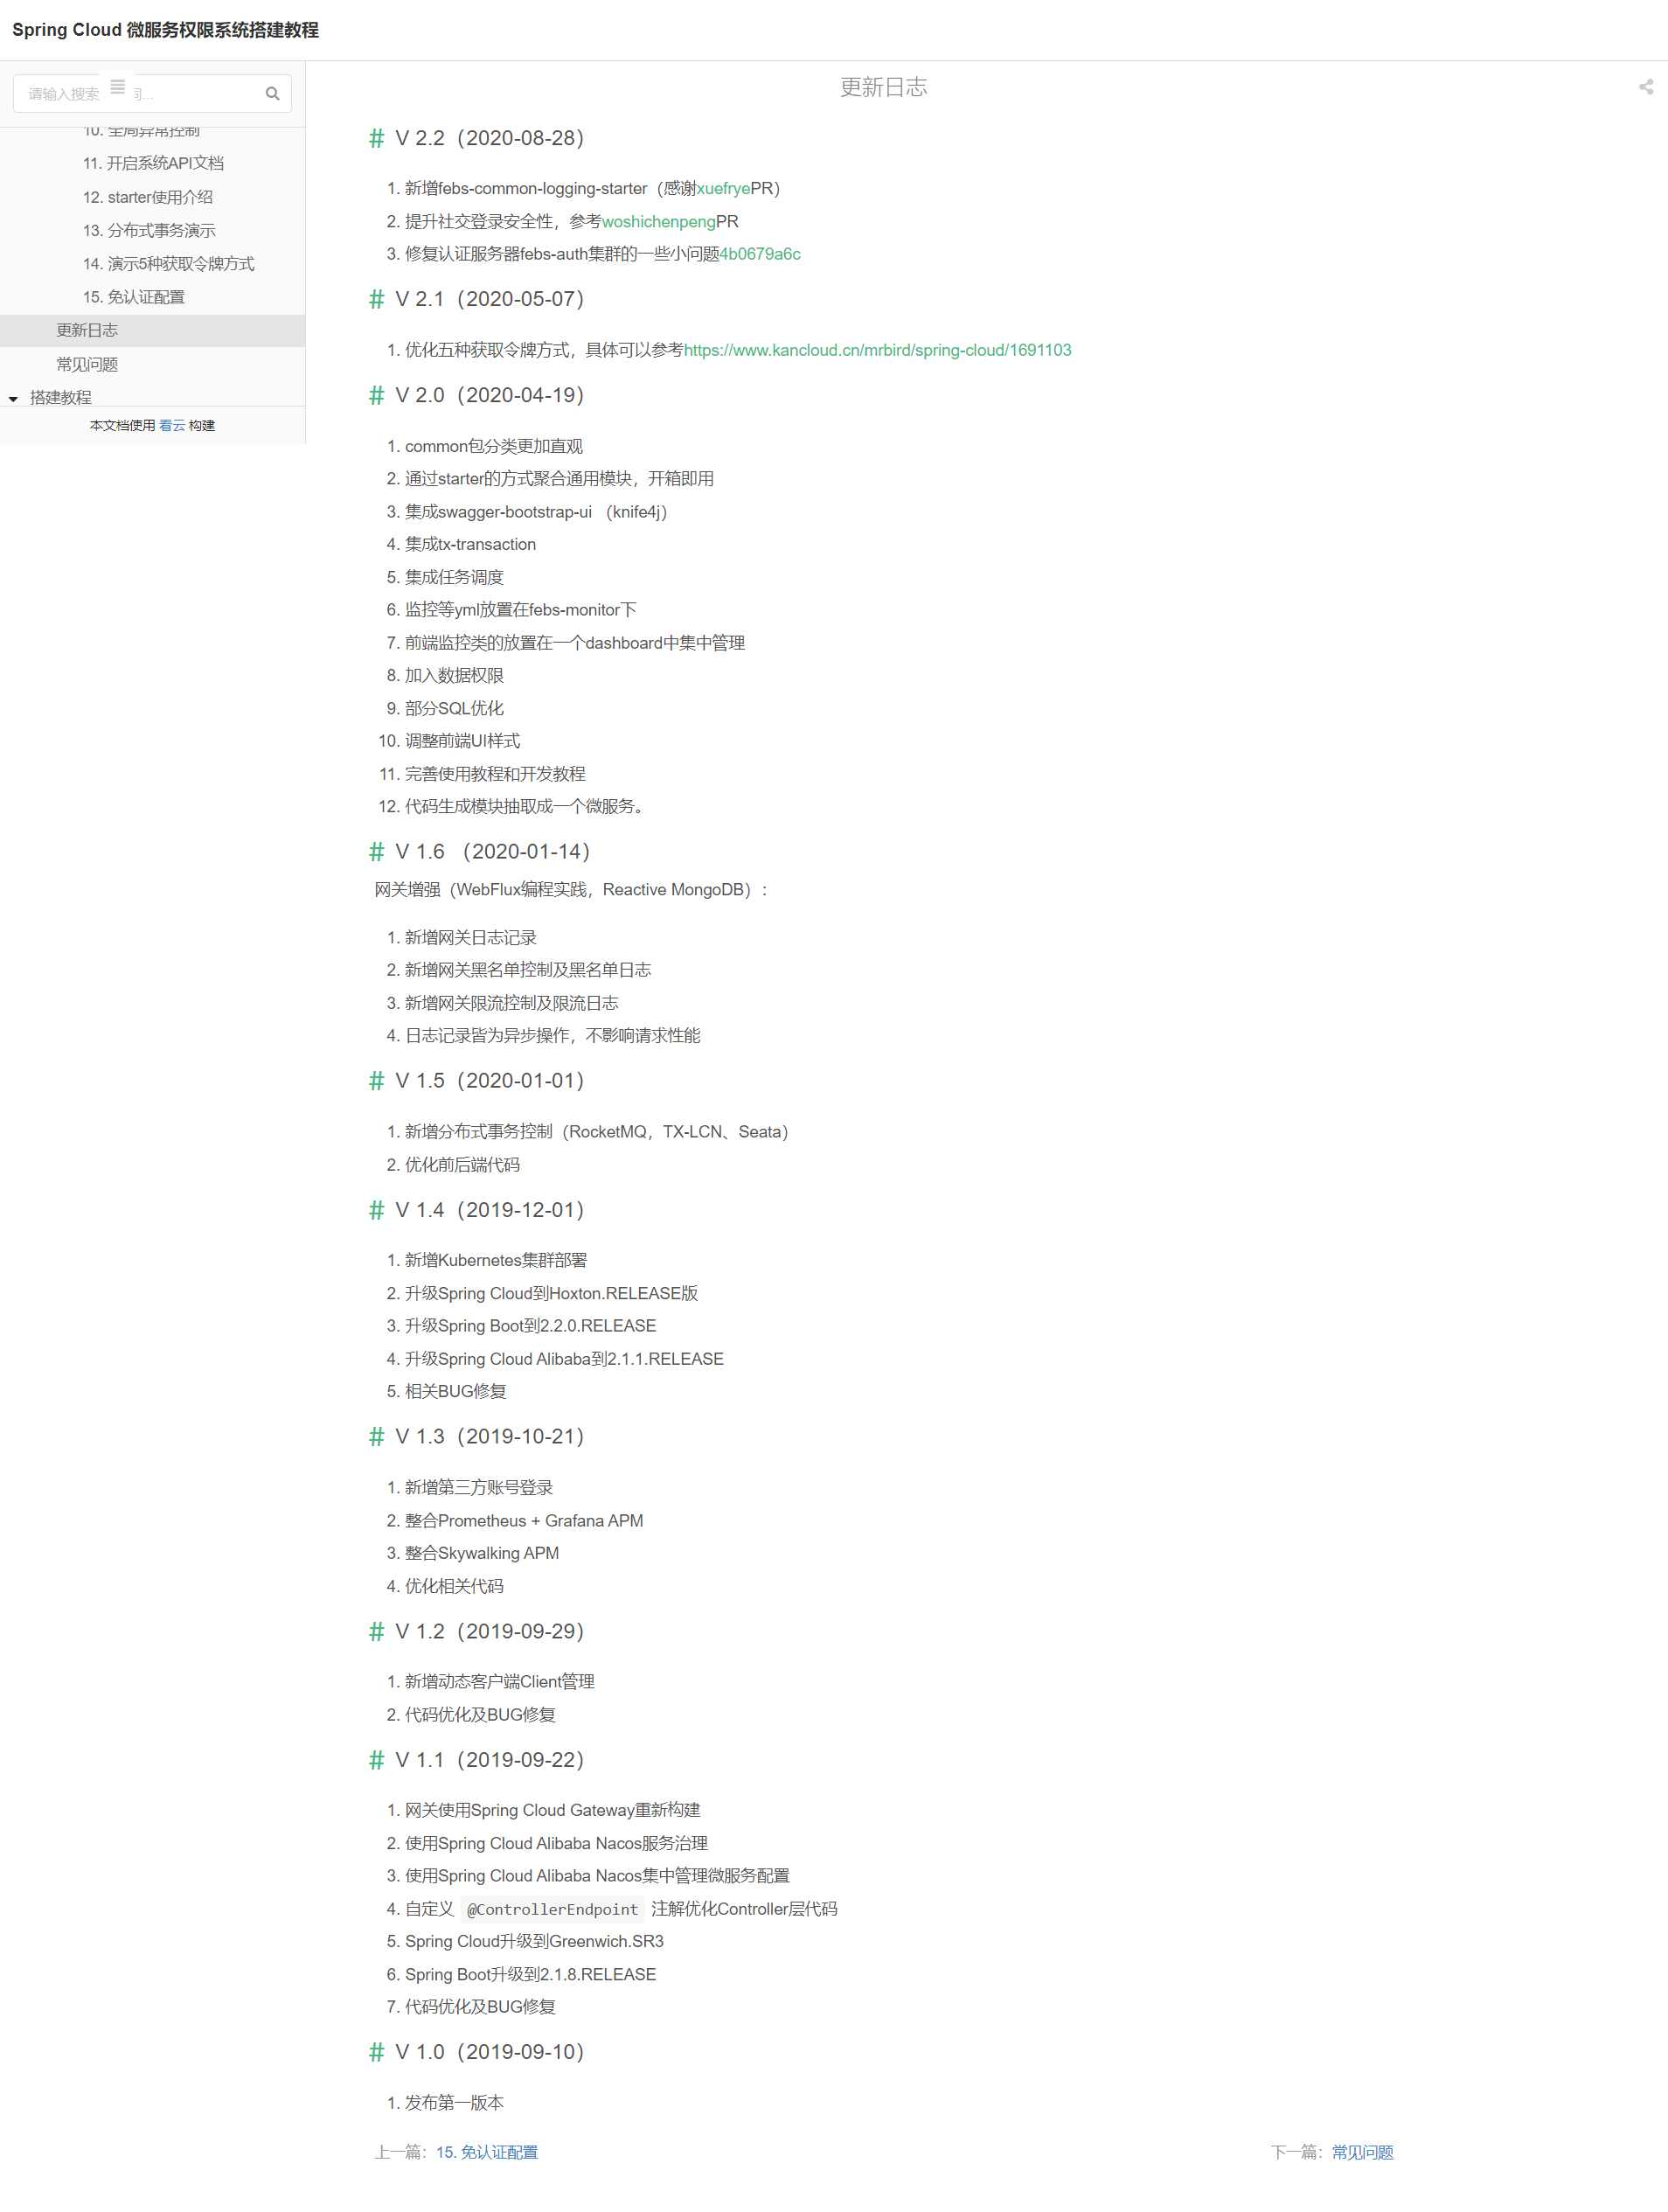 Spring Cloud 微服务权限系统搭建教程
请输入搜索
词...
10. 全局异常控制
11. 开启系统API文档
12. starter使用介绍
13. 分布式事务演示
14. 演示5种获取令牌方式
15. 免认证配置
更新日志
常见问题
搭建教程
本文档使用 看云 构建
更新日志
# V 2.2（2020-08-28）
1. 新增febs-common-logging-starter（感谢xuefryePR）
2. 提升社交登录安全性，参考woshichenpengPR
3. 修复认证服务器febs-auth集群的一些小问题4b0679a6c
# V 2.1（2020-05-07）
1. 优化五种获取令牌方式，具体可以参考https://www.kancloud.cn/mrbird/spring-cloud/1691103
# V 2.0（2020-04-19）
1. common包分类更加直观
2. 通过starter的方式聚合通用模块，开箱即用
3. 集成swagger-bootstrap-ui （knife4j）
4. 集成tx-transaction
5. 集成任务调度
6. 监控等yml放置在febs-monitor下
7. 前端监控类的放置在一个dashboard中集中管理
8. 加入数据权限
9. 部分SQL优化
10. 调整前端UI样式
11. 完善使用教程和开发教程
12. 代码生成模块抽取成一个微服务。
# V 1.6 （2020-01-14）
网关增强（WebFlux编程实践，Reactive MongoDB）：
1. 新增网关日志记录
2. 新增网关黑名单控制及黑名单日志
3. 新增网关限流控制及限流日志
4. 日志记录皆为异步操作，不影响请求性能
# V 1.5（2020-01-01）
1. 新增分布式事务控制（RocketMQ，TX-LCN、Seata）
2. 优化前后端代码
# V 1.4（2019-12-01）
1. 新增Kubernetes集群部署
2. 升级Spring Cloud到Hoxton.RELEASE版
3. 升级Spring Boot到2.2.0.RELEASE
4. 升级Spring Cloud Alibaba到2.1.1.RELEASE
5. 相关BUG修复
# V 1.3（2019-10-21）
1. 新增第三方账号登录
2. 整合Prometheus + Grafana APM
3. 整合Skywalking APM
4. 优化相关代码
# V 1.2（2019-09-29）
1. 新增动态客户端Client管理
2. 代码优化及BUG修复
# V 1.1（2019-09-22）
1. 网关使用Spring Cloud Gateway重新构建
2. 使用Spring Cloud Alibaba Nacos服务治理
3. 使用Spring Cloud Alibaba Nacos集中管理微服务配置
4. 自定义 @ControllerEndpoint 注解优化Controller层代码
5. Spring Cloud升级到Greenwich.SR3
6. Spring Boot升级到2.1.8.RELEASE
7. 代码优化及BUG修复
# V 1.0（2019-09-10）
1. 发布第一版本
上一篇：15. 免认证配置
下一篇：常见问题